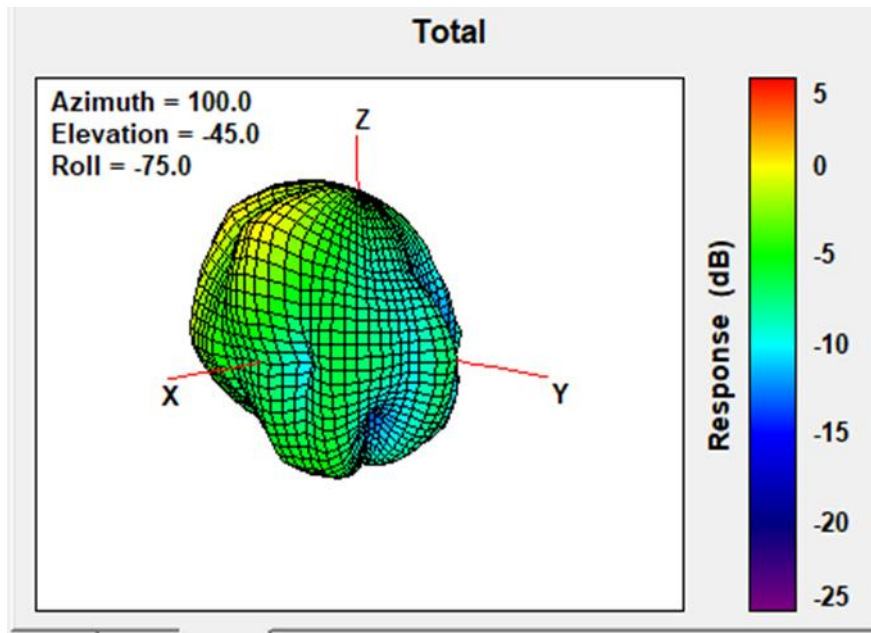 Total
Azimuth = 100.0
Elevation = -45.0
Roll = -75.0
Z
X
Y
Response (dB)
5
0
-5
-10
-15
-20
-25